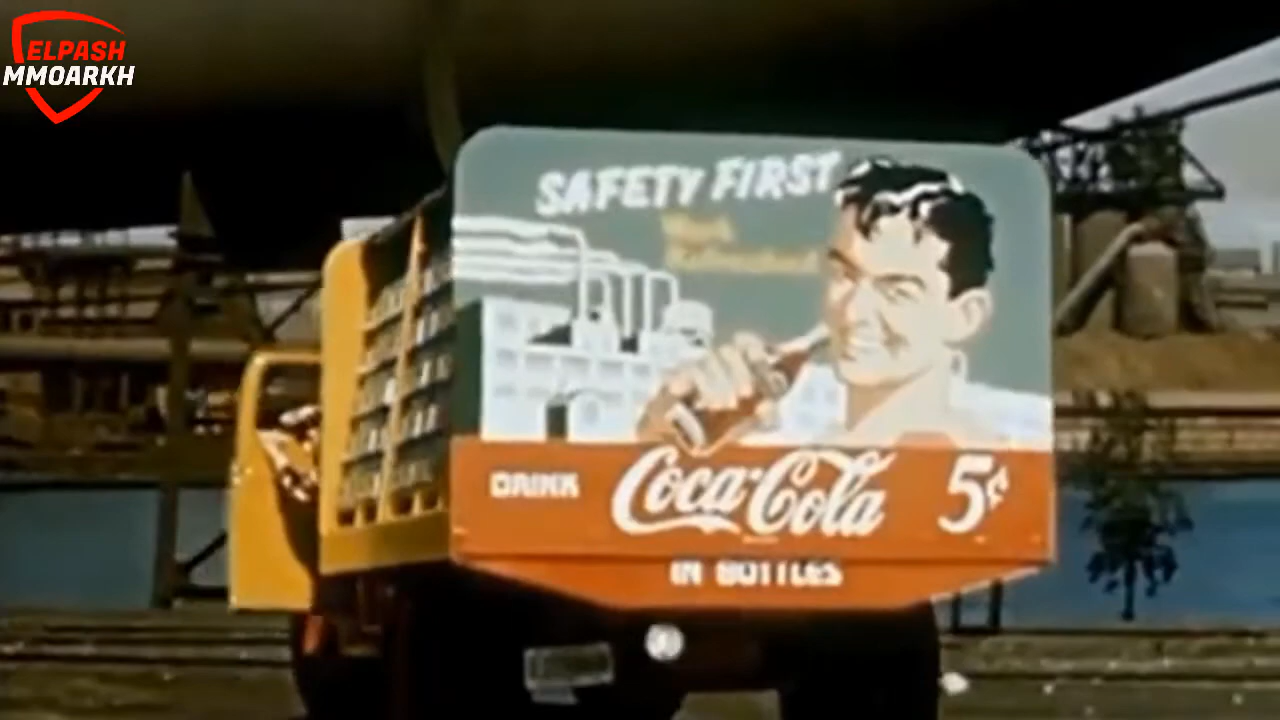 ELPASH
MMOARKH
SAFETY FIRST
DRINK
Coca-Cola
5¢
IN BOTTLES